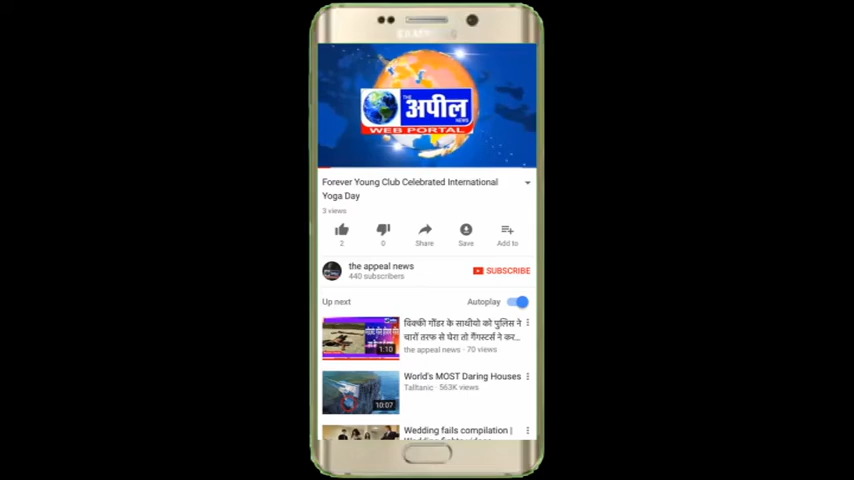 THE
अपील
NEWS
WEB PORTAL
Forever Young Club Celebrated International
Yoga Day
3 views
2
0
Share
Save
Add to
the appeal news
440 subscribers
SUBSCRIBE
Up next
Autoplay
विक्की गौंडर के साथीयो को पुलिस ने
चारों तरफ से घेरा तो गैंगस्टर्स ने कर...
the appeal news · 70 views
1:10
World's MOST Daring Houses
Talltanic · 563K views
10:07
Wedding fails compilation |